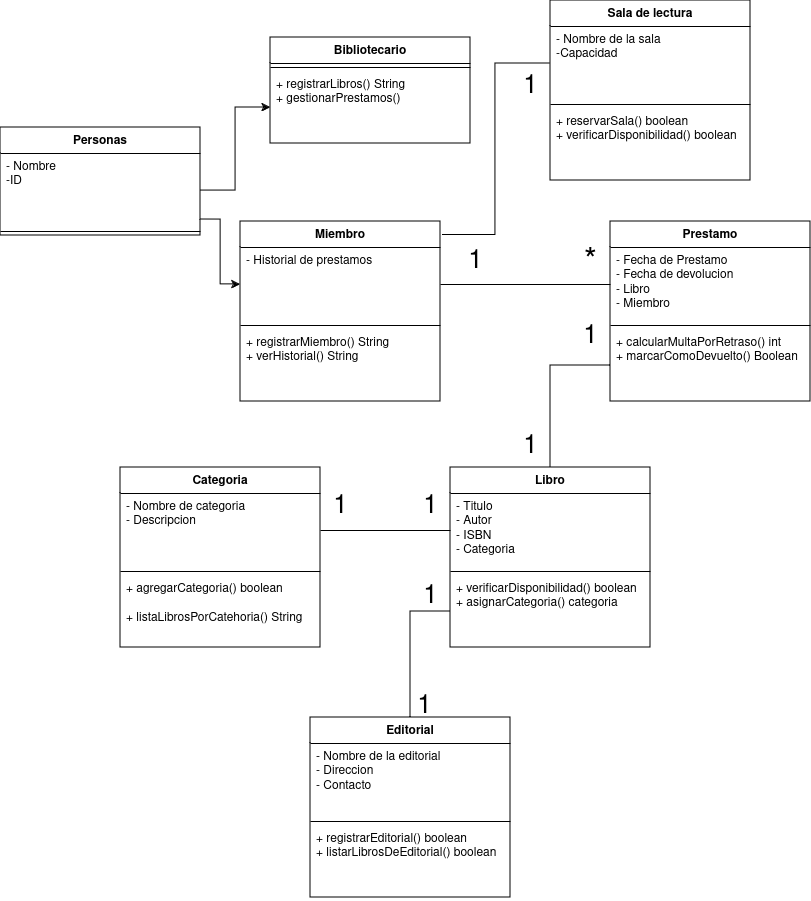 Sala de lectura
- Nombre de la sala
-Capacidad
+ reservarSala() boolean
+ verificarDisponibilidad() boolean
Bibliotecario
+ registrarLibros() String
+ gestionarPrestamos()
Personas
- Nombre
-ID
1
Miembro
- Historial de prestamos
+ registrarMiembro() String
+ verHistorial() String
1
*
Prestamo
- Fecha de Prestamo
- Fecha de devolucion
- Libro
- Miembro
+ calcularMultaPorRetraso() int
+ marcarComoDevuelto() Boolean
1
1
Categoria
- Nombre de categoria
- Descripcion
+ agregarCategoria() boolean
+ listaLibrosPorCatehoria() String
1
1
Libro
- Titulo
- Autor
- ISBN
- Categoria
+ verificarDisponibilidad() boolean
+ asignarCategoria() categoria
1
1
Editorial
- Nombre de la editorial
- Direccion
- Contacto
+ registrarEditorial() boolean
+ listarLibrosDeEditorial() boolean